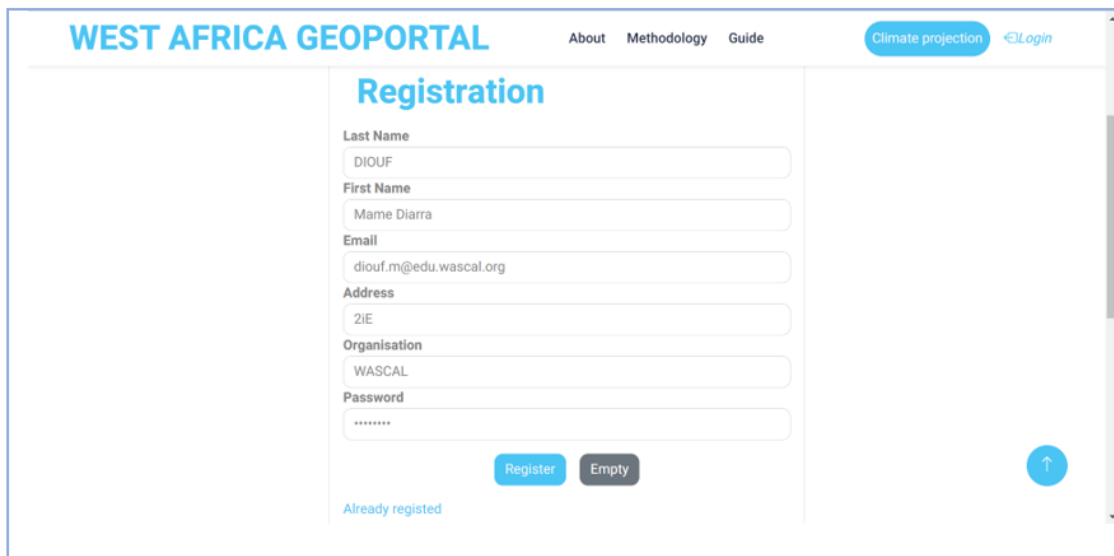 WEST AFRICA GEOPORTAL About Methodology Guide Climate projection Login
Registration
Last Name
DIOUF
First Name
Mame Diarra
Email
diouf.m@edu.wascal.org
Address
2iE
Organisation
WASCAL
Password
••••••••
Register Empty
Already registed